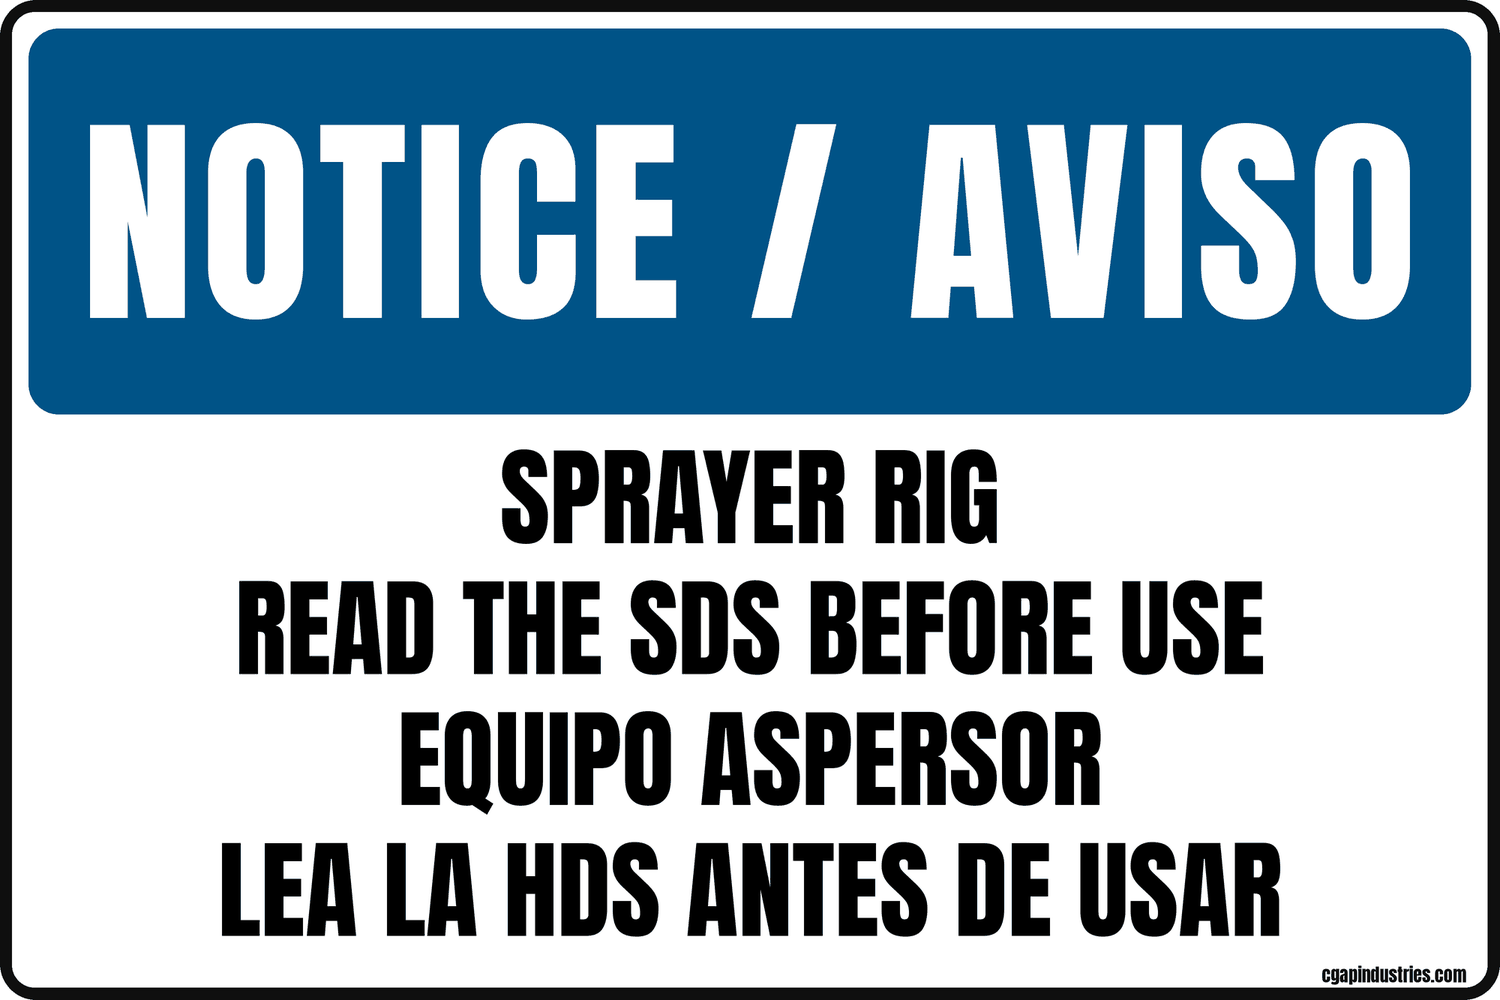 NOTICE / AVISO
SPRAYER RIG
READ THE SDS BEFORE USE
EQUIPO ASPERSOR
LEA LA HDS ANTES DE USAR
cgapindustries.com